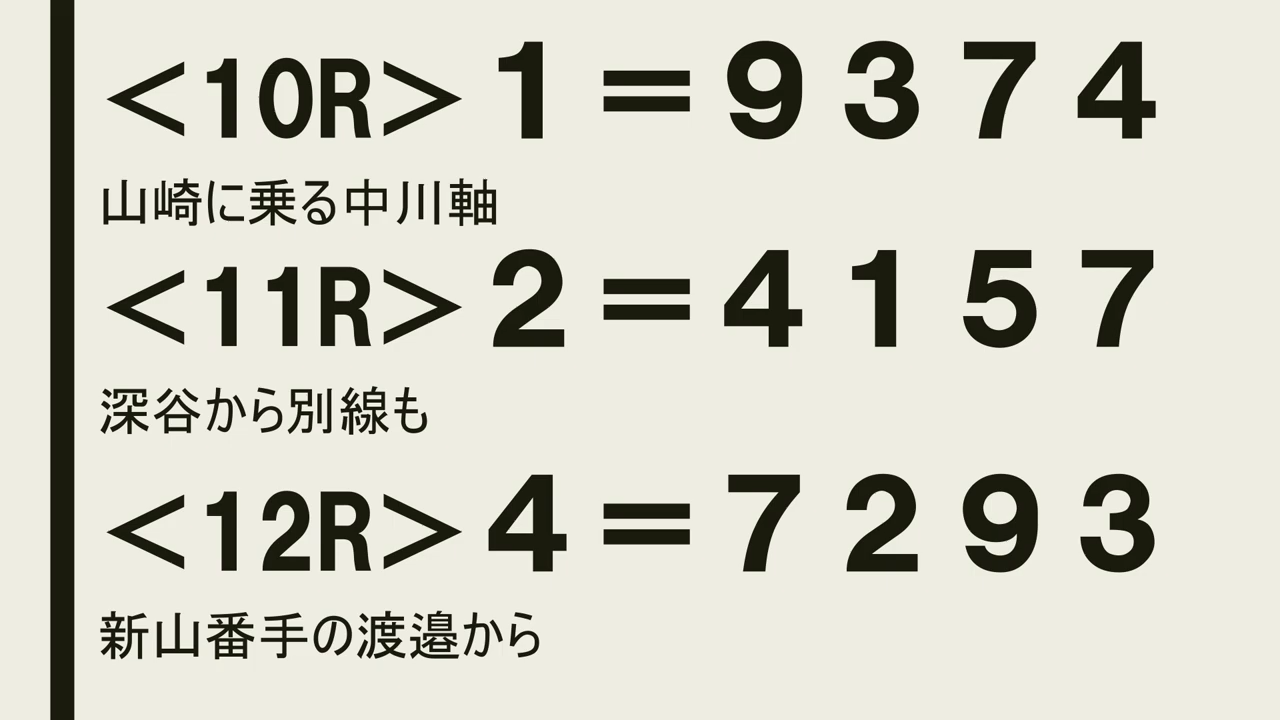 ＜10R＞１＝９３７４
山崎に乗る中川軸
＜11R＞２＝４１５７
深谷から別線も
＜12R＞４＝７２９３
新山番手の渡邉から